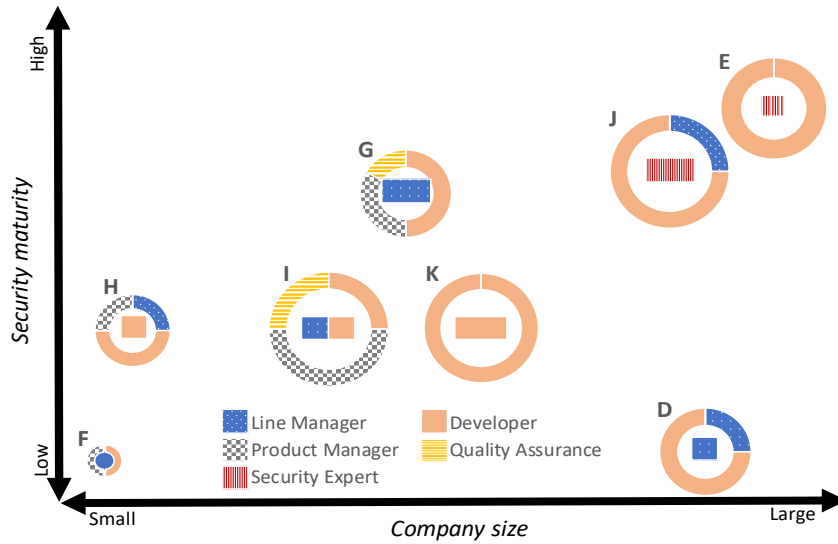 High
E
J
G
Security maturity
H
I
K
Line Manager
Developer
D
Product Manager
Quality Assurance
F
Security Expert
Low
Small
Company size
Large